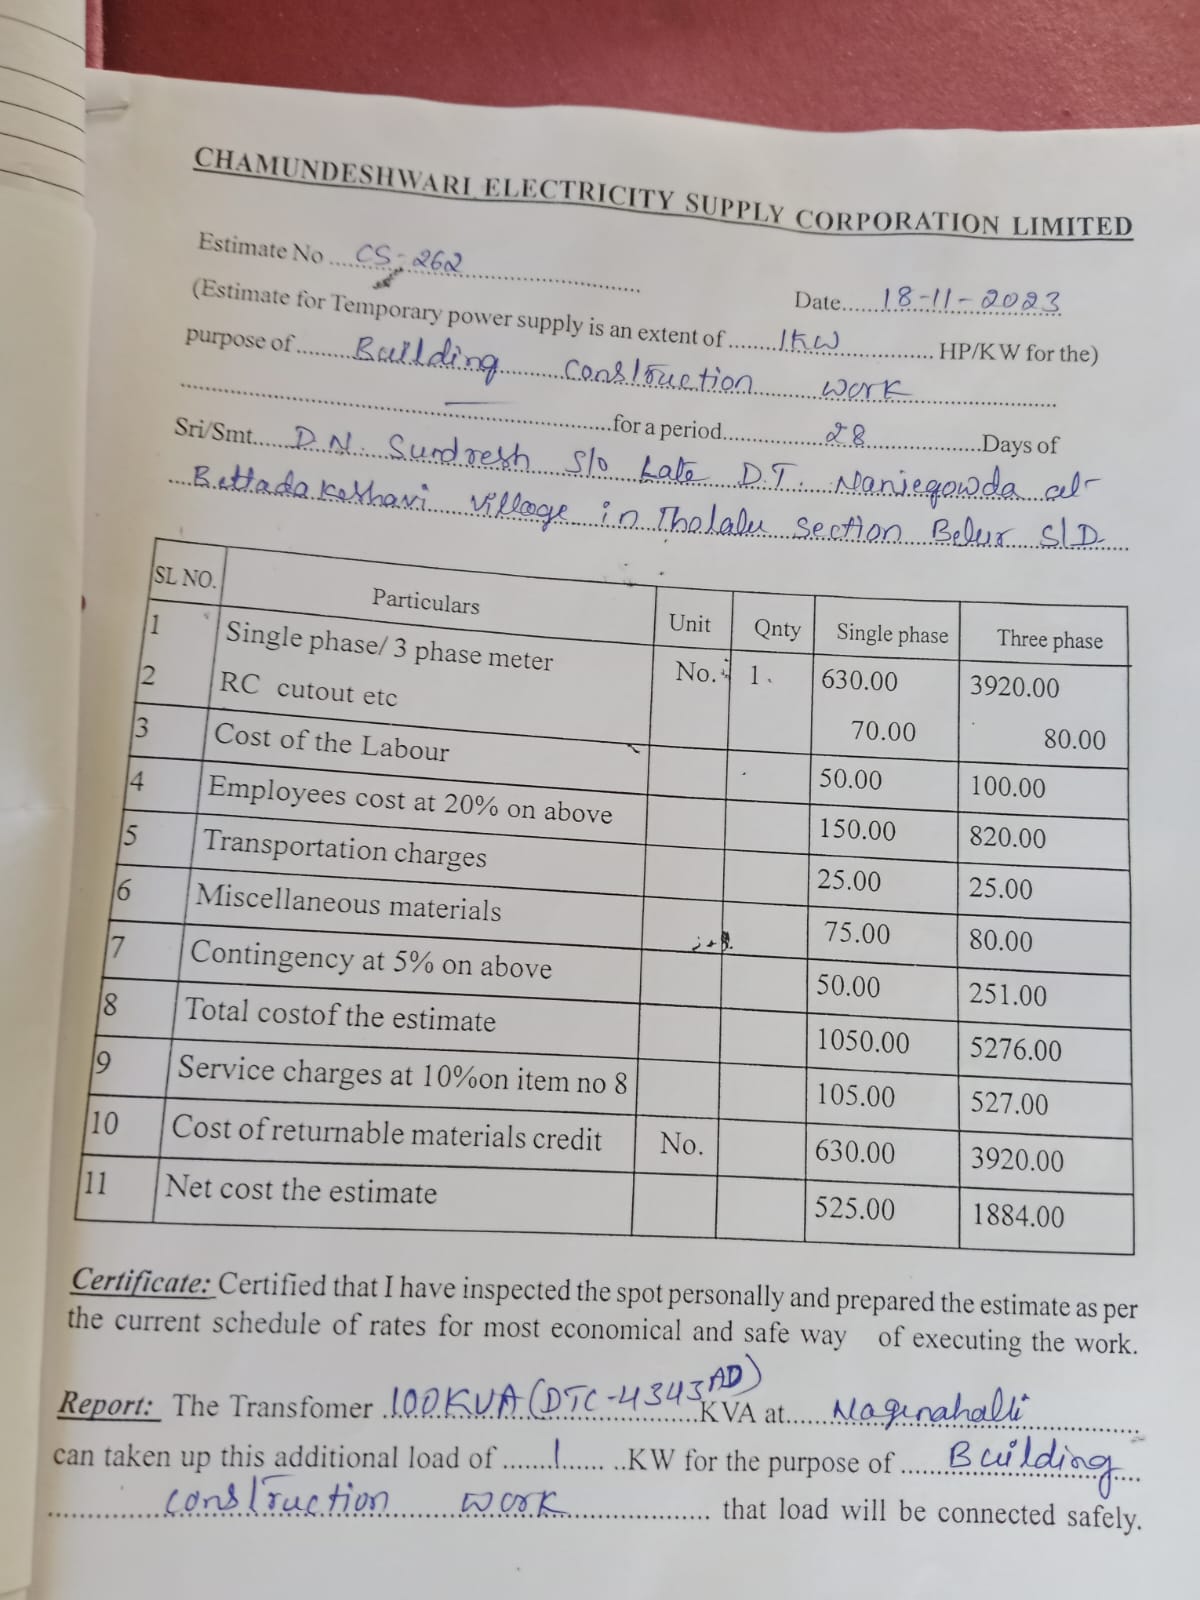 CHAMUNDESHWARI ELECTRICITY SUPPLY CORPORATION LIMITED
Estimate No ....CS-262..............................
Date.....18-11-2023
(Estimate for Temporary power supply is an extent of ........1KW.............. HP/KW for the)
purpose of.........Building..........Construction..........work.......................
..........................................for a period...............28................Days of
Sri/Smt......D.N. Sundresh S/o Late D.T. Nanjegowda at
...Bettada Keshavi village in Tholalu section Belur S/D...
SL NO. Particulars Unit Qnty Single phase Three phase
1 Single phase/ 3 phase meter No. 1 630.00 3920.00
2 RC cutout etc 70.00 80.00
3 Cost of the Labour 50.00 100.00
4 Employees cost at 20% on above 150.00 820.00
5 Transportation charges 25.00 25.00
6 Miscellaneous materials 75.00 80.00
7 Contingency at 5% on above 50.00 251.00
8 Total costof the estimate 1050.00 5276.00
9 Service charges at 10%on item no 8 105.00 527.00
10 Cost of returnable materials credit No. 630.00 3920.00
11 Net cost the estimate 525.00 1884.00
Certificate: Certified that I have inspected the spot personally and prepared the estimate as per
the current schedule of rates for most economical and safe way of executing the work.
Report: The Transfomer .100KVA (DTC-4343AD)..........KVA at......Nagenahalli..............
can taken up this additional load of .......1...... ..KW for the purpose of .......Building....
..............construction work.................. that load will be connected safely.